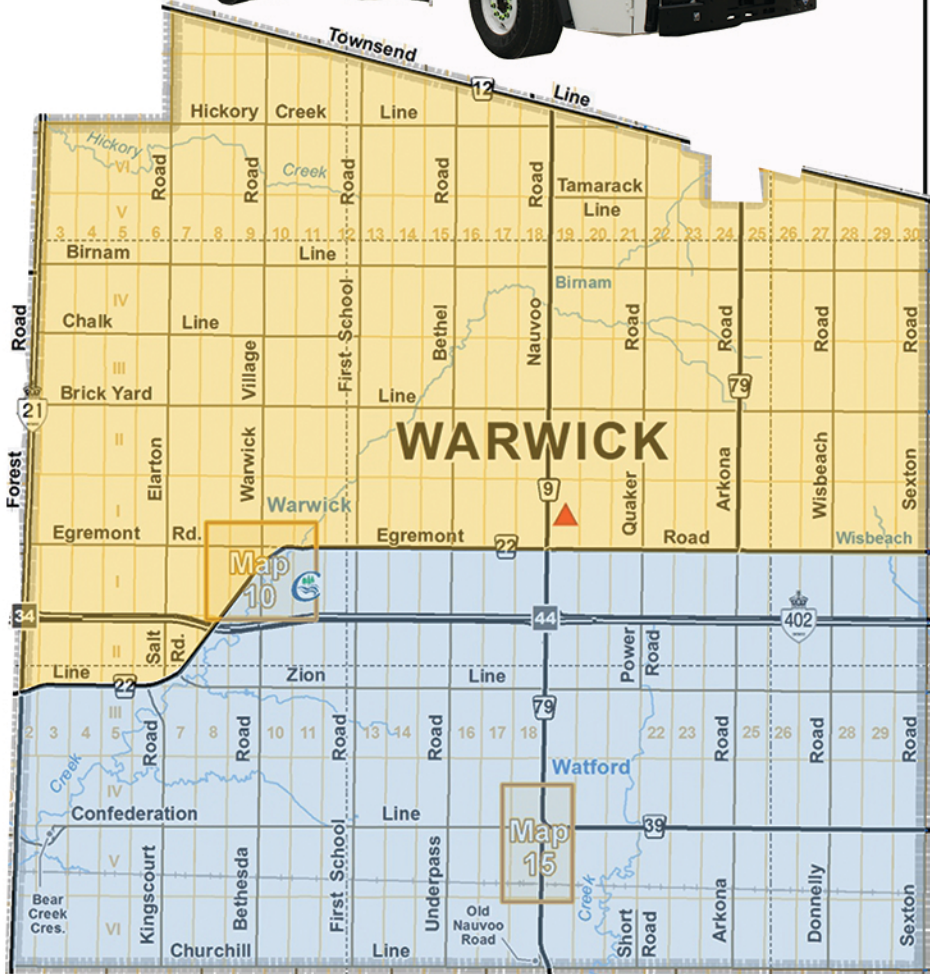 Townsend
12
Line
Hickory Creek Line
Hickory
Creek
VI
Road
Road
Road
Road
Road
Tamarack
Line
V
3 4 5 6 7 8 9 10 11 12 13 14 15 16 17 18 19 20 21 22 23 24 25 26 27 28 29 30
Birnam Line
Birnam
IV
Road
Chalk Line
First School
Bethel
Nauvoo
Road
Road
Road
Road
III
Village
Brick Yard Line
79
21
WARWICK
II
Forest
Elarton
Warwick
9
Quaker
Arkona
Wisbeach
Sexton
I
Warwick
Egremont Rd.
Egremont
22
Road
Wisbeach
Map
10
I
34
44
402
II
Salt
Rd.
Power
Road
Line
22
Zion Line
III
79
2 3 4 5 7 8 10 11 13 14 16 17 18 22 23 25 26 28 29
Road
Road
Road
Road
Road
Road
Road
Creek
Watford
IV
Confederation Line
39
Map
15
V
Kingscourt
Bethesda
First School
Underpass
Creek
Short
Road
Arkona
Donnelly
Sexton
Bear
Creek
Cres.
Old
Nauvoo
Road
VI
Churchill Line